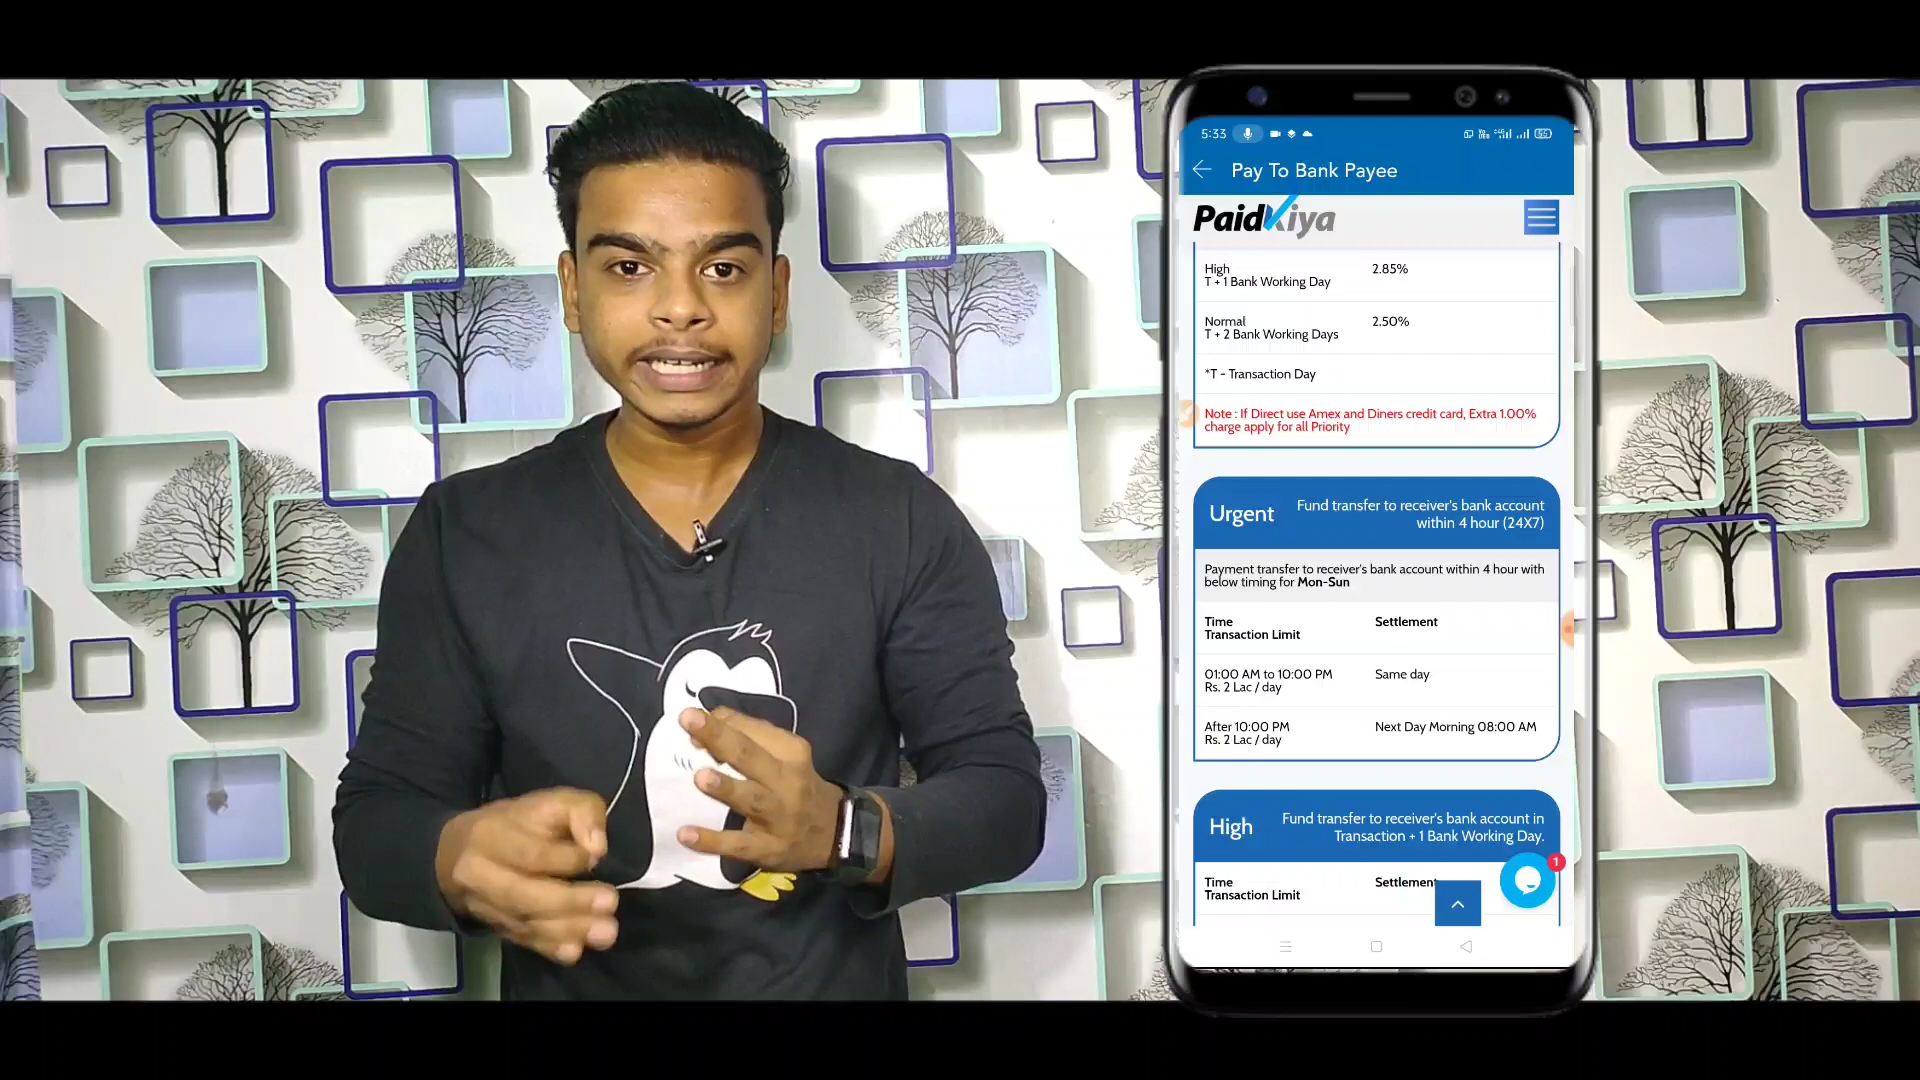 5:33
Pay To Bank Payee
PaidKiya
High 2.85%
T + 1 Bank Working Day
Normal 2.50%
T + 2 Bank Working Days
*T - Transaction Day
Note : If Direct use Amex and Diners credit card, Extra 1.00%
charge apply for all Priority
Urgent
Fund transfer to receiver's bank account
within 4 hour (24X7)
Payment transfer to receiver's bank account within 4 hour with
below timing for Mon-Sun
Time Settlement
Transaction Limit
01:00 AM to 10:00 PM Same day
Rs. 2 Lac / day
After 10:00 PM Next Day Morning 08:00 AM
Rs. 2 Lac / day
High
Fund transfer to receiver's bank account in
Transaction + 1 Bank Working Day.
1
Time Settlement
Transaction Limit